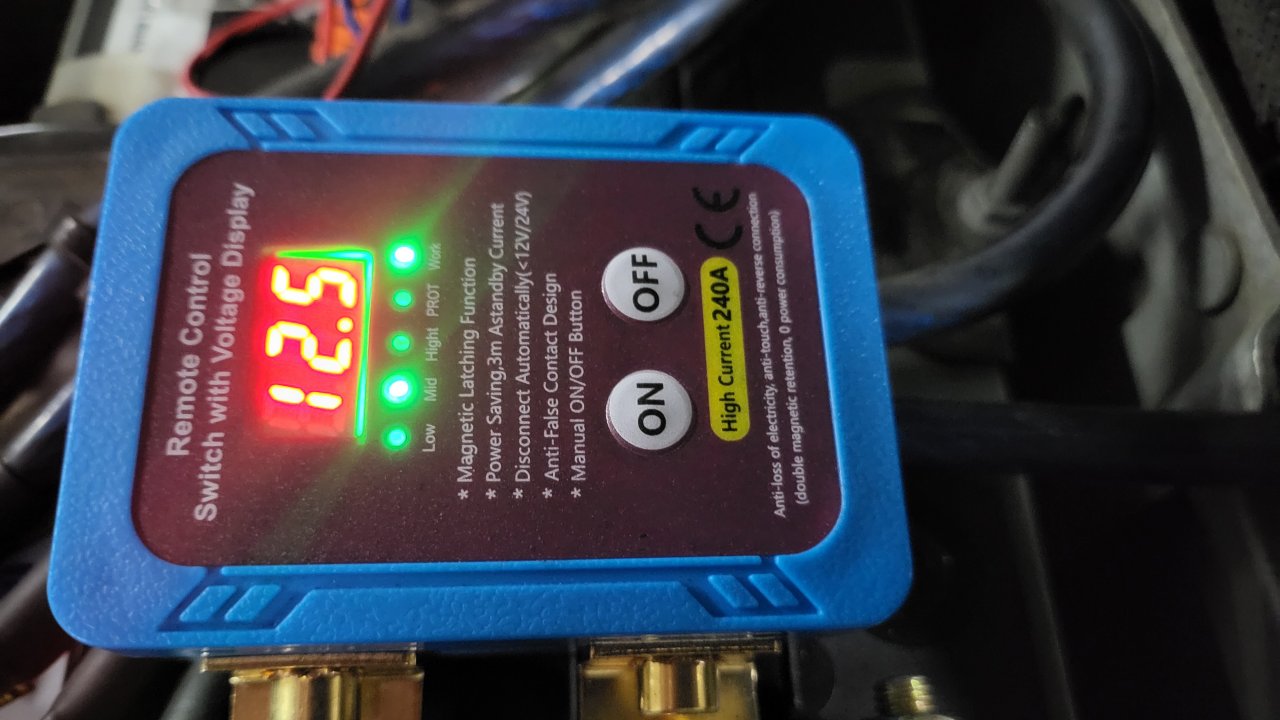 Remote Control
Switch with Voltage Display
12.5
Low Mid Hight PROT Work
* Magnetic Latching Function
* Power Saving,3m Astandby Current
* Disconnect Automatically(<12V/24V)
* Anti-False Contact Design
* Manual ON/OFF Button
ON OFF
High Current 240A CE
Anti-loss of electricity, anti-touch,anti-reverse connection
(double magnetic retention, 0 power consumption)